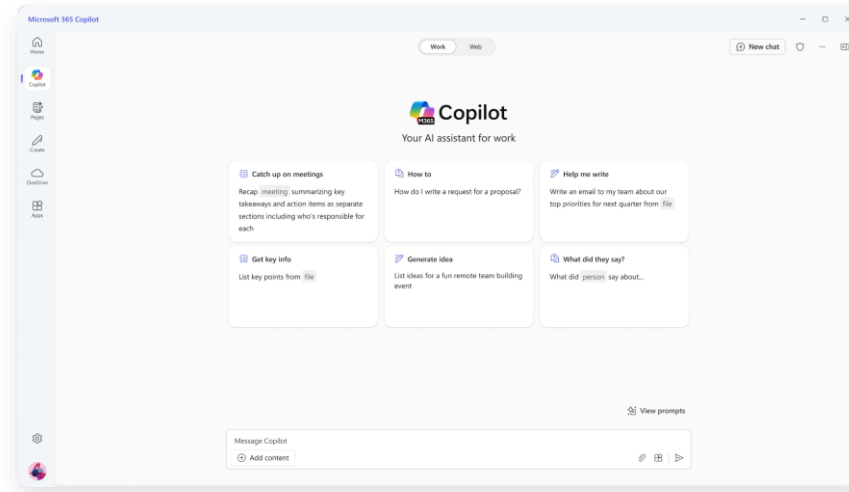 Microsoft 365 Copilot
Home
Copilot
Pages
Create
OneDrive
Apps
Work Web
New chat
M365 Copilot
Your AI assistant for work
Catch up on meetings
Recap meeting summarizing key
takeaways and action items as separate
sections including who's responsible for
each
How to
How do I write a request for a proposal?
Help me write
Write an email to my team about our
top priorities for next quarter from file
Get key info
List key points from file
Generate idea
List ideas for a fun remote team building
event
What did they say?
What did person say about...
View prompts
Message Copilot
Add content